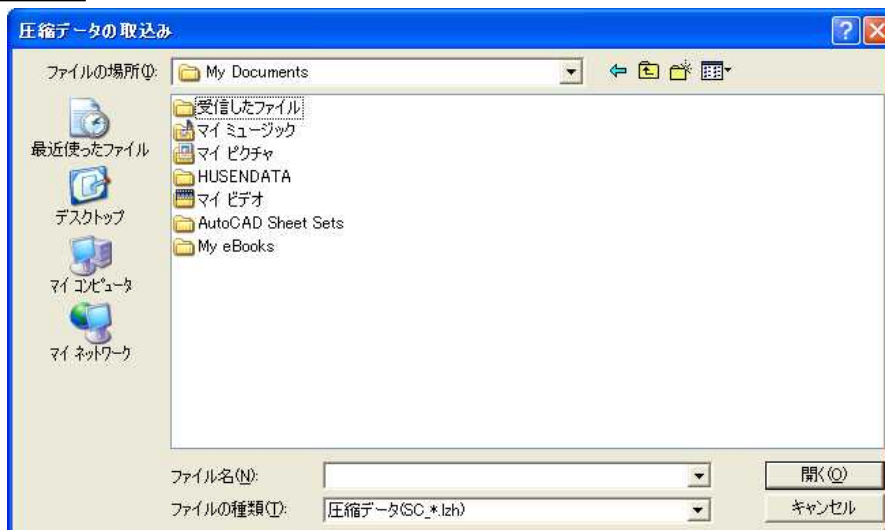 圧縮データの取込み
ファイルの場所(I):
My Documents
最近使ったファイル
デスクトップ
マイ コンピュータ
マイ ネットワーク
受信したファイル
マイ ミュージック
マイ ピクチャ
HUSENDATA
マイ ビデオ
AutoCAD Sheet Sets
My eBooks
ファイル名(N):
開く(O)
ファイルの種類(T):
圧縮データ(SC_*.lzh)
キャンセル